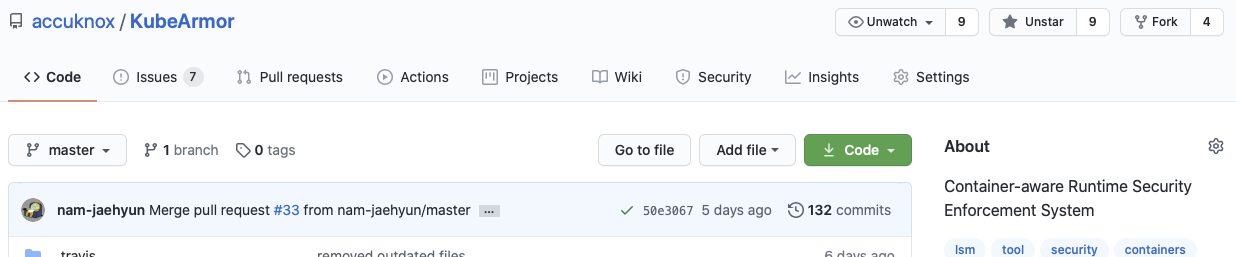 accuknox / KubeArmor Unwatch 9 Unstar 9 Fork 4
Code Issues 7 Pull requests Actions Projects Wiki Security Insights Settings
master 1 branch 0 tags Go to file Add file Code
About
Container-aware Runtime Security
Enforcement System
nam-jaehyun Merge pull request #33 from nam-jaehyun/master ... 50e3067 5 days ago 132 commits
lsm tool security containers
.travis removed outdated files 6 days ago